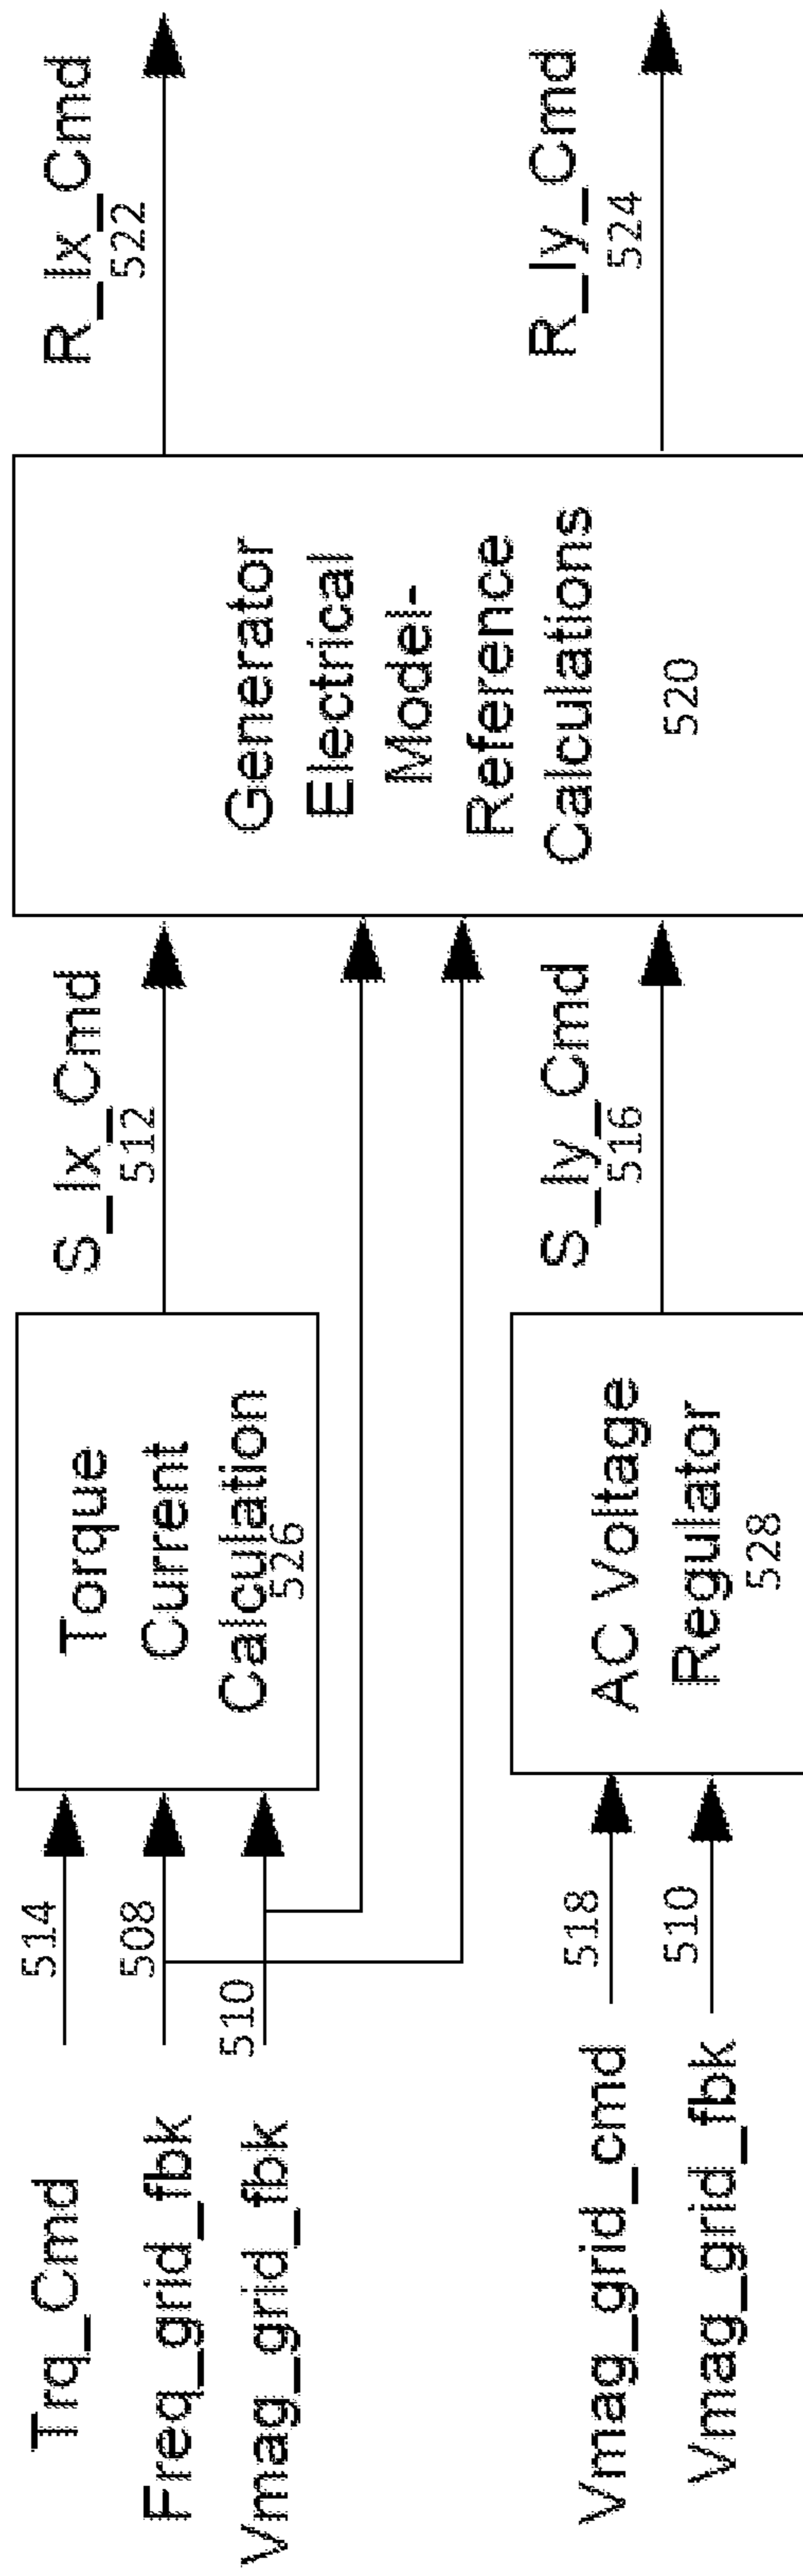 Trq_Cmd
514
Freq_grid_fbk
508
Vmag_grid_fbk
510
Torque
Current
Calculation
526
S_Ix_Cmd
512
Vmag_grid_cmd
518
Vmag_grid_fbk
510
AC Voltage
Regulator
528
S_Iy_Cmd
516
Generator
Electrical
Model-
Reference
Calculations
520
R_Ix_Cmd
522
R_Iy_Cmd
524